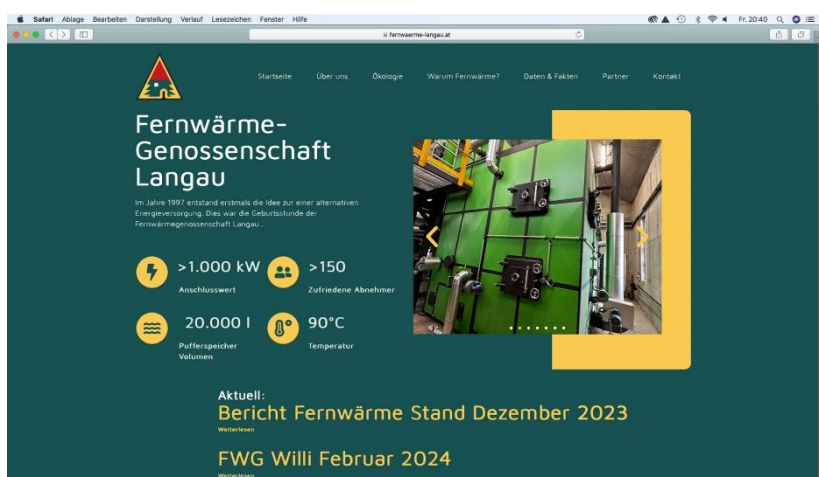 Safari Ablage Bearbeiten Darstellung Verlauf Lesezeichen Fenster Hilfe
Fr. 20:40
fernwaerme-langau.at
Startseite Über uns Ökologie Warum Fernwärme? Daten & Fakten Partner Kontakt
Fernwärme-
Genossenschaft
Langau
Im Jahre 1997 entstand erstmals die Idee zur einer alternativen
Energieversorgung. Dies war die Geburtsstunde der
Fernwärmegenossenschaft Langau...
>1.000 kW
Anschlusswert
>150
Zufriedene Abnehmer
20.000 l
Pufferspeicher
Volumen
90°C
Temperatur
Aktuell:
Bericht Fernwärme Stand Dezember 2023
Weiterlesen
FWG Willi Februar 2024
Weiterlesen